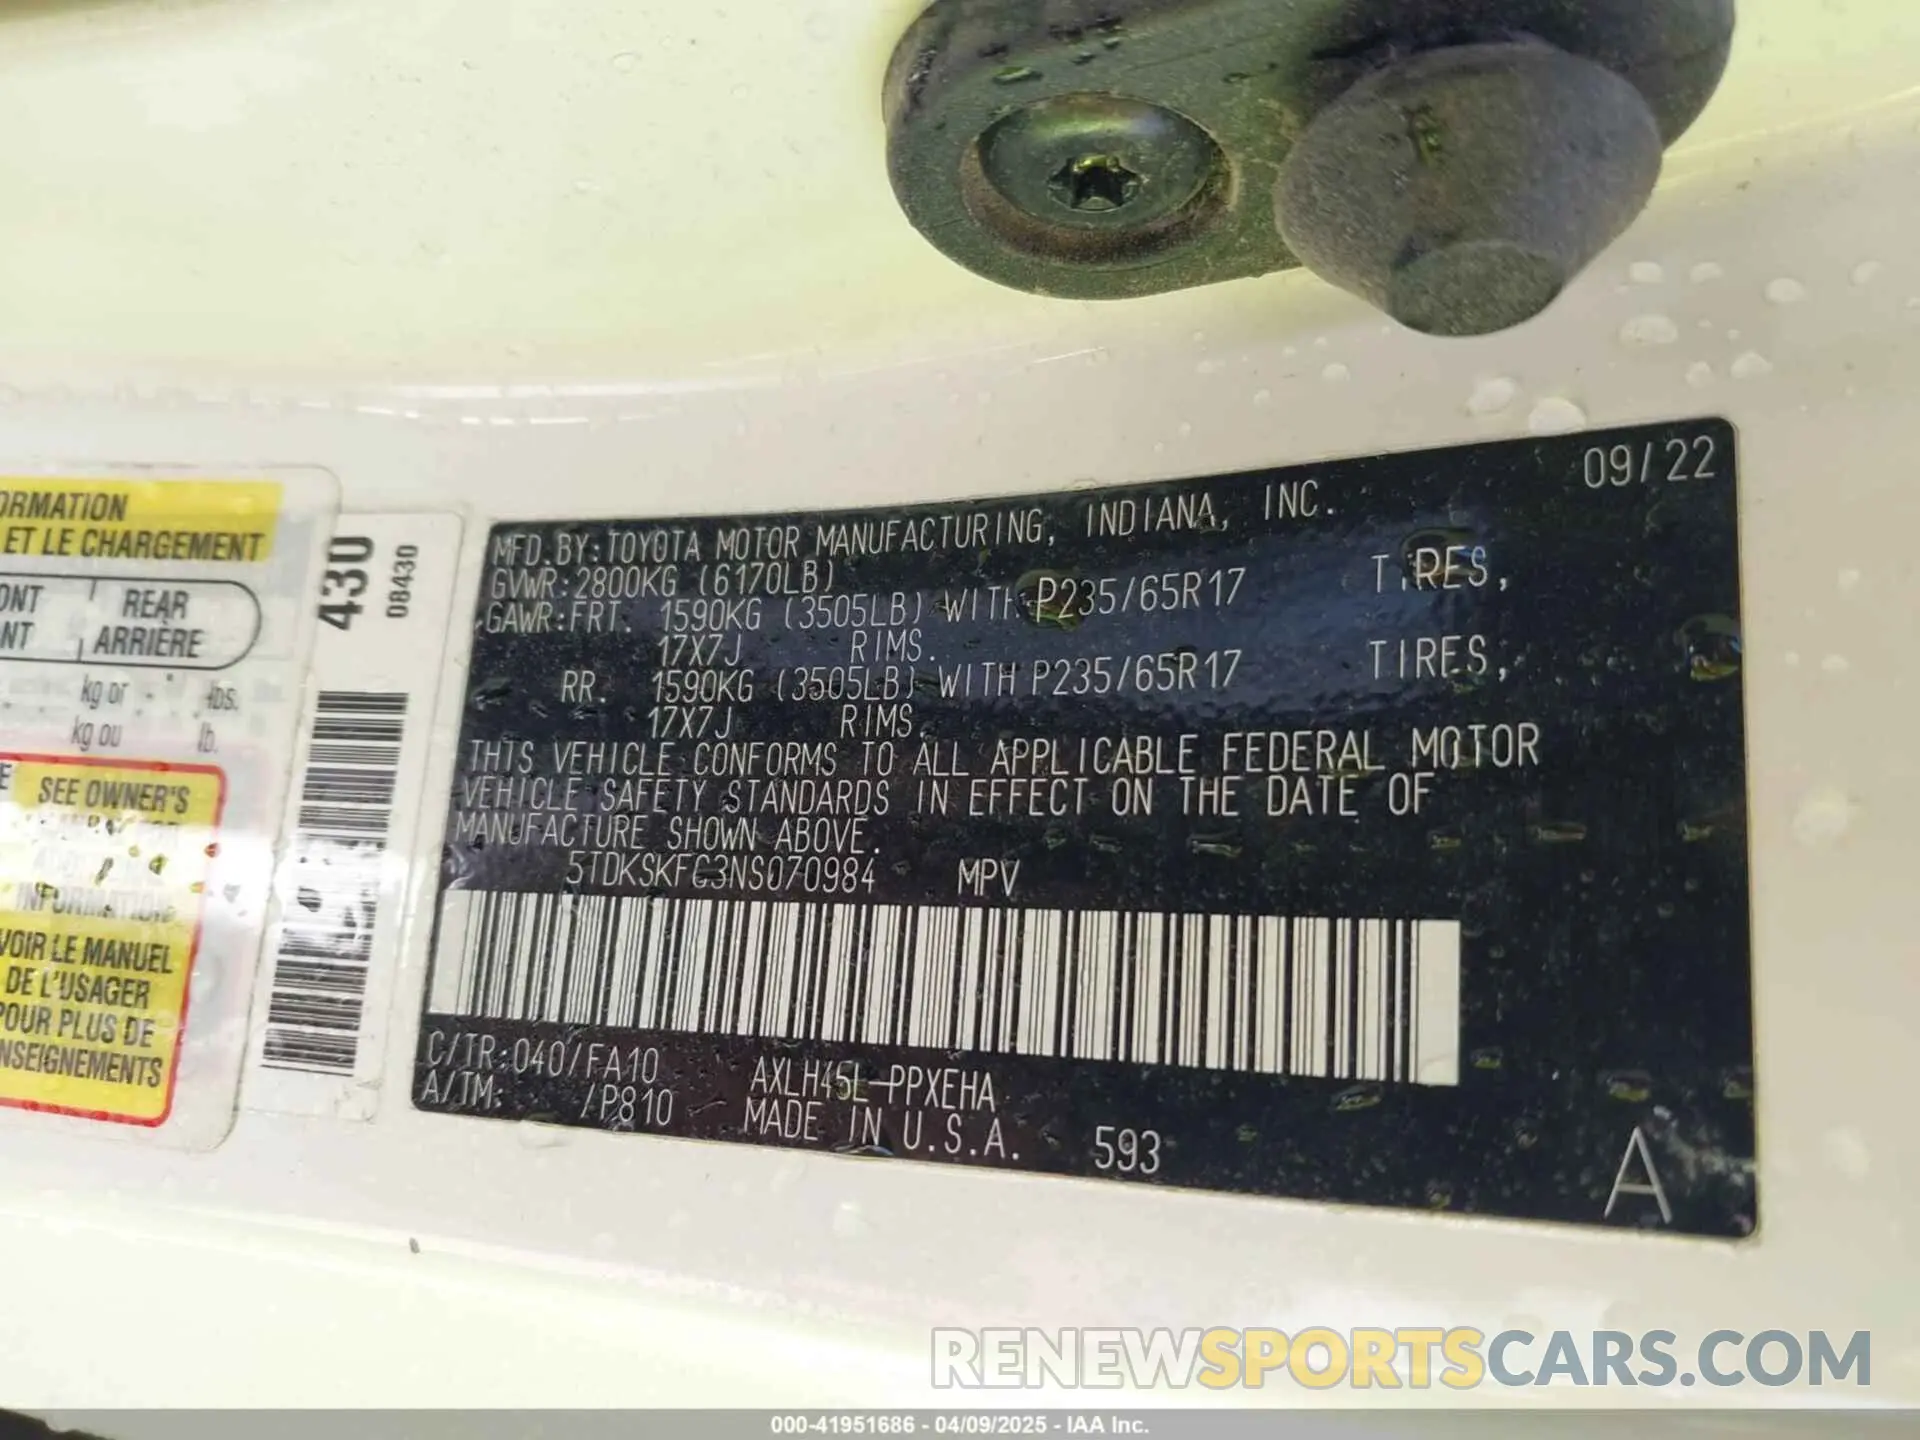 ORMATION
ET LE CHARGEMENT
ONT REAR
NT ARRIÈRE
kg or lbs.
kg ou lb.
E SEE OWNER'S
INFORMATION
VOIR LE MANUEL
DE L'USAGER
POUR PLUS DE
NSEIGNEMENTS
430
08430
09/22
MFD.BY:TOYOTA MOTOR MANUFACTURING, INDIANA, INC.
GVWR:2800KG (6170LB)
GAWR:FRT. 1590KG (3505LB) WITH P235/65R17 TIRES,
17X7J RIMS.
RR. 1590KG (3505LB) WITH P235/65R17 TIRES,
17X7J RIMS.
THIS VEHICLE CONFORMS TO ALL APPLICABLE FEDERAL MOTOR
VEHICLE SAFETY STANDARDS IN EFFECT ON THE DATE OF
MANUFACTURE SHOWN ABOVE.
5TDKSKFC3NS070984 MPV
C/TR:040/FA10 AXLH45L-PPXEHA
A/TM: /P810 MADE IN U.S.A. 593
A
RENEWSPORTSCARS.COM
000-41951686 - 04/09/2025 - IAA Inc.